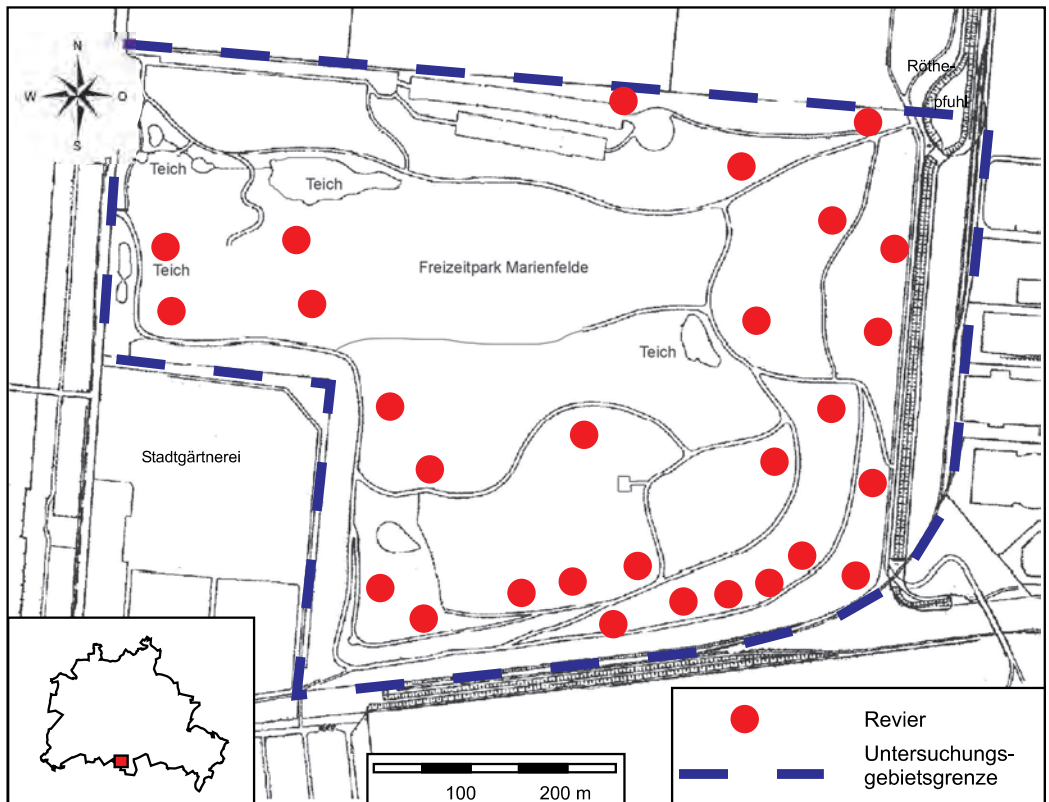 N
W
O
S
Röthe-
pfuhl
Teich
Teich
Teich
Freizeitpark Marienfelde
Teich
Stadtgärtnerei
100
200 m
Revier
Untersuchungs-
gebietsgrenze